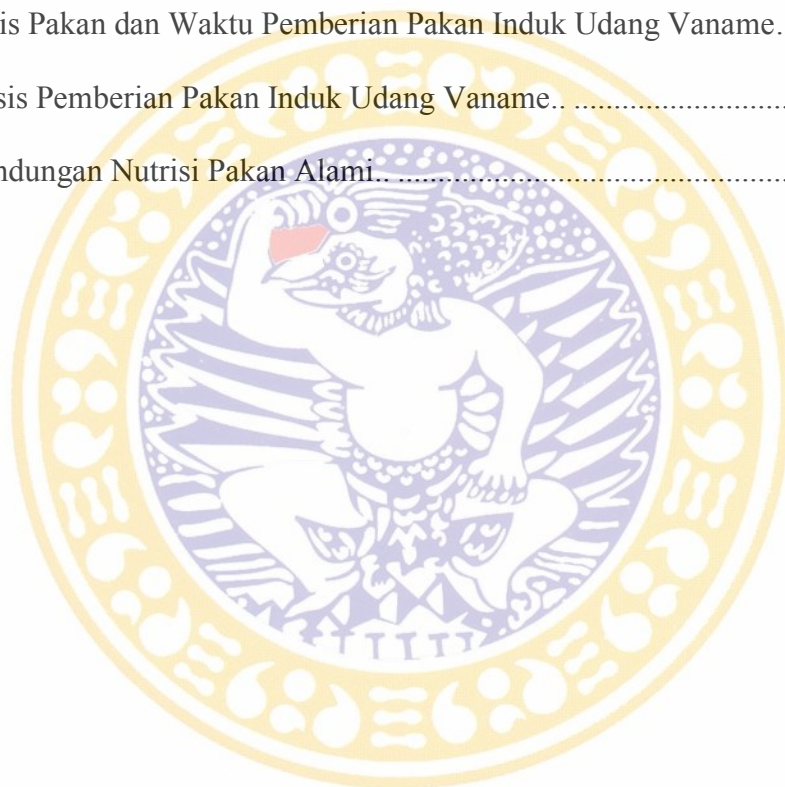 is Pakan dan Waktu Pemberian Pakan Induk Udang Vaname.
sis Pemberian Pakan Induk Udang Vaname.. ............................
ndungan Nutrisi Pakan Alami.. ..................................................